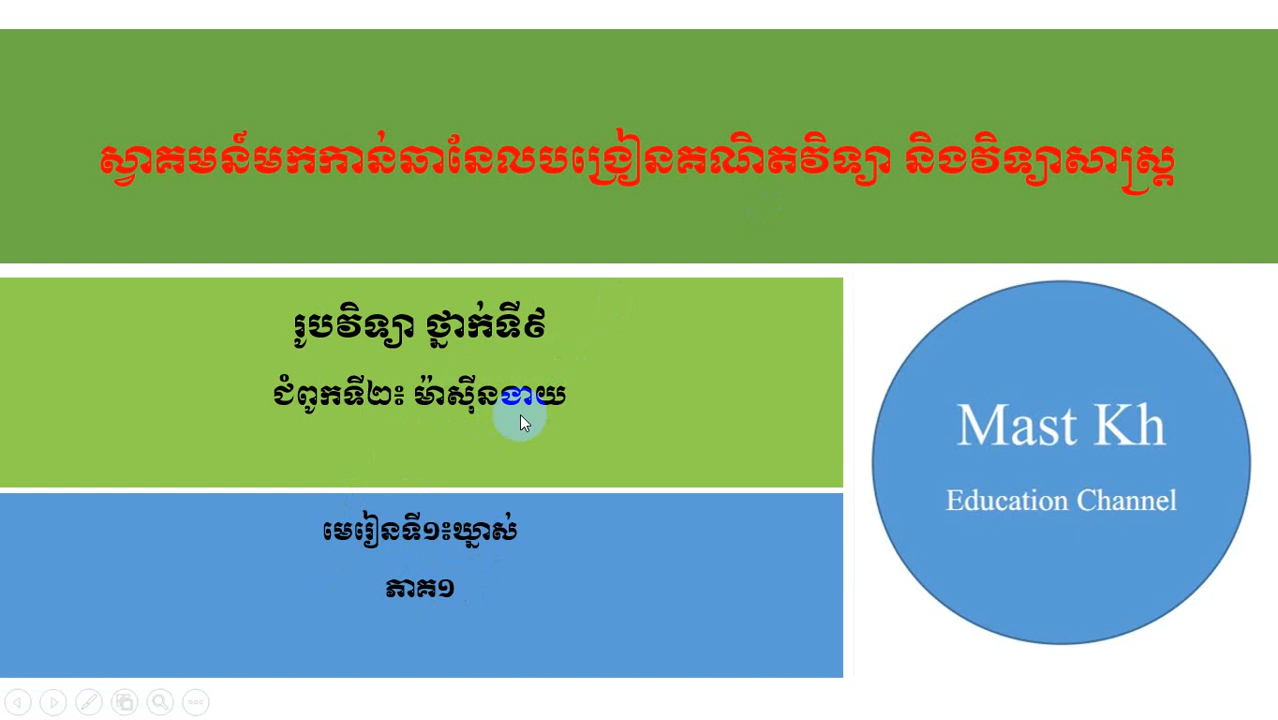 ស្វាគមន៍មកកាន់ឆានែលបង្រៀនគណិតវិទ្យា និងវិទ្យាសាស្ត្រ
រូបវិទ្យា ថ្នាក់ទី៩
ជំពូកទី២៖ ម៉ាស៊ីនងាយ
មេរៀនទី១៖ឃ្នាស់
ភាគ១
Mast Kh
Education Channel